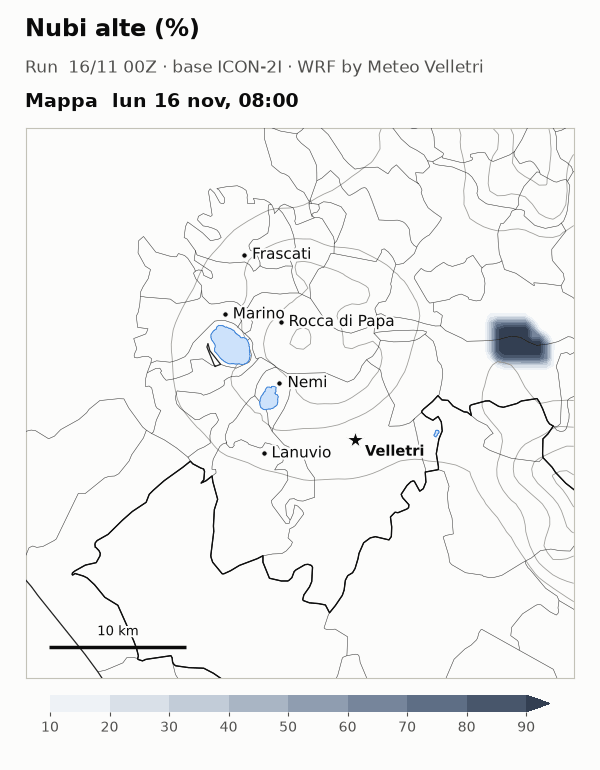 Nubi alte (%)
Run 16/11 00Z · base ICON-2I · WRF by Meteo Velletri
Mappa lun 16 nov, 08:00
Frascati
Marino
Rocca di Papa
Nemi
Velletri
Lanuvio
10 km
10 20 30 40 50 60 70 80 90